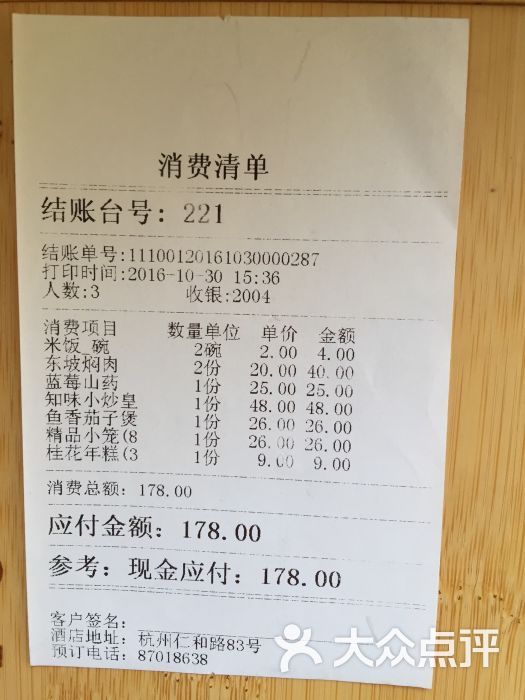 消费清单
结账台号: 221
结账单号:11100120161030000287
打印时间:2016-10-30 15:36
人数:3 收银:2004
消费项目 数量单位 单价 金额
米饭_碗 2碗 2.00 4.00
东坡焖肉 2份 20.00 40.00
蓝莓山药 1份 25.00 25.00
知味小炒皇 1份 48.00 48.00
鱼香茄子煲 1份 26.00 26.00
精品小笼(8 1份 26.00 26.00
桂花年糕(3 1份 9.00 9.00
消费总额: 178.00
应付金额: 178.00
参考: 现金应付: 178.00
客户签名:
酒店地址: 杭州仁和路83号
预订电话: 87018638
大众点评